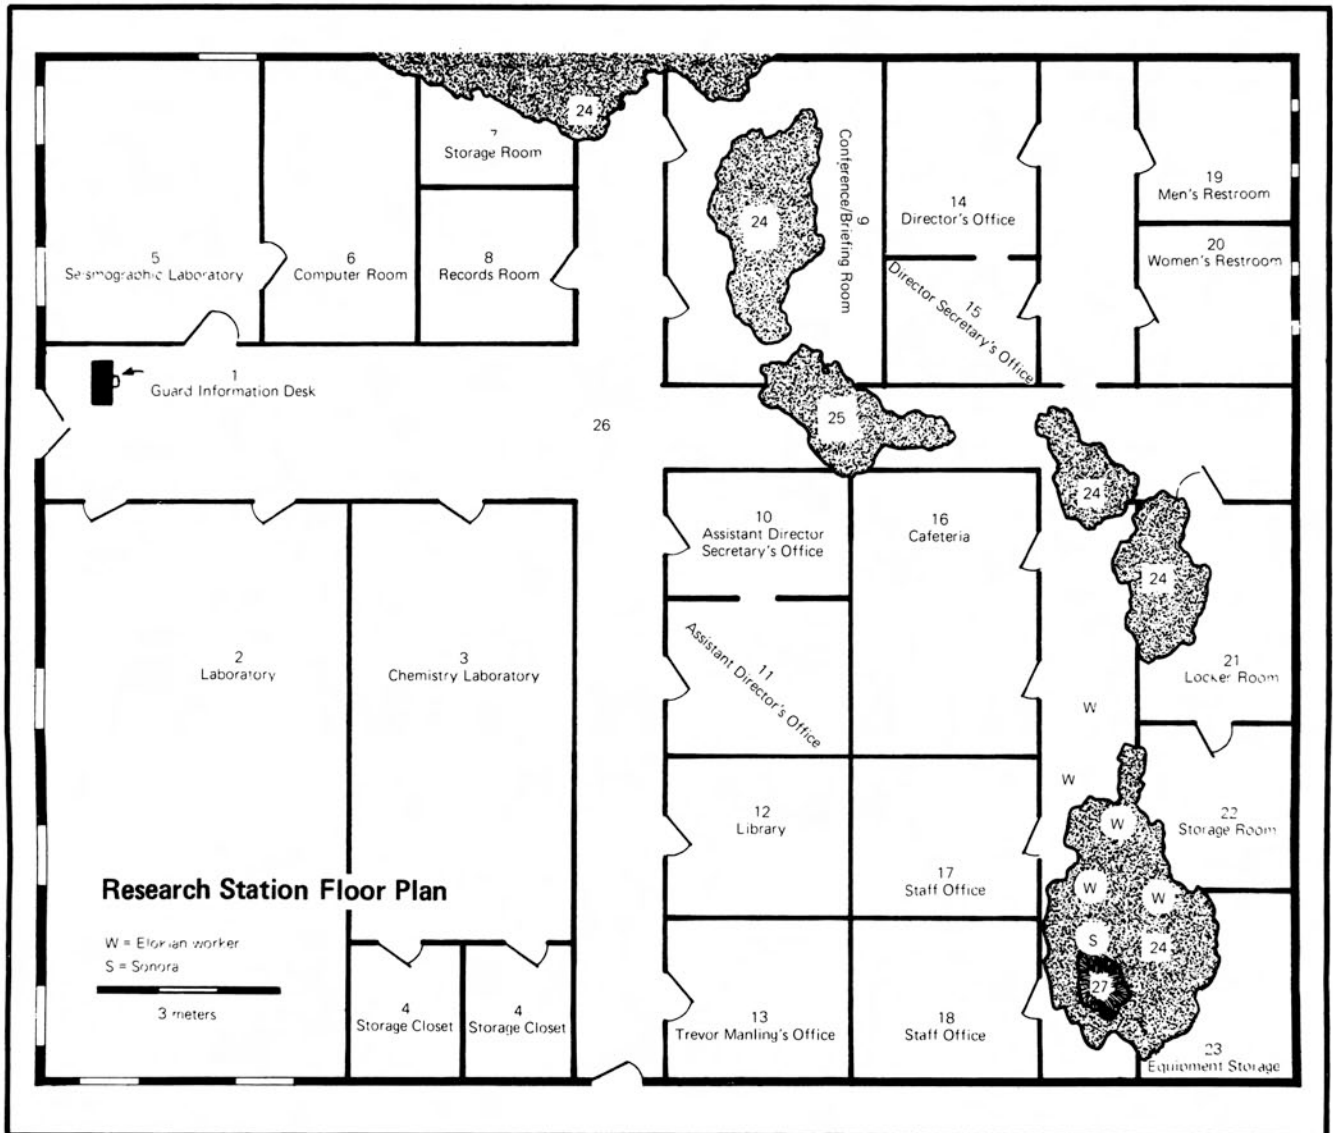 24
7
Storage Room
5
Seismographic Laboratory
6
Computer Room
8
Records Room
24
9
Conference/Briefing Room
14
Director's Office
15
Director Secretary's Office
19
Men's Restroom
20
Women's Restroom
1
Guard Information Desk
26
25
24
10
Assistant Director
Secretary's Office
16
Cafeteria
24
2
Laboratory
3
Chemistry Laboratory
11
Assistant Director's Office
21
Locker Room
W
W
12
Library
W
22
Storage Room
17
Staff Office
W
W
Research Station Floor Plan
W = Elokian worker
S = Sonora
3 meters
S
24
27
4
Storage Closet
4
Storage Closet
13
Trevor Manling's Office
18
Staff Office
23
Equipment Storage